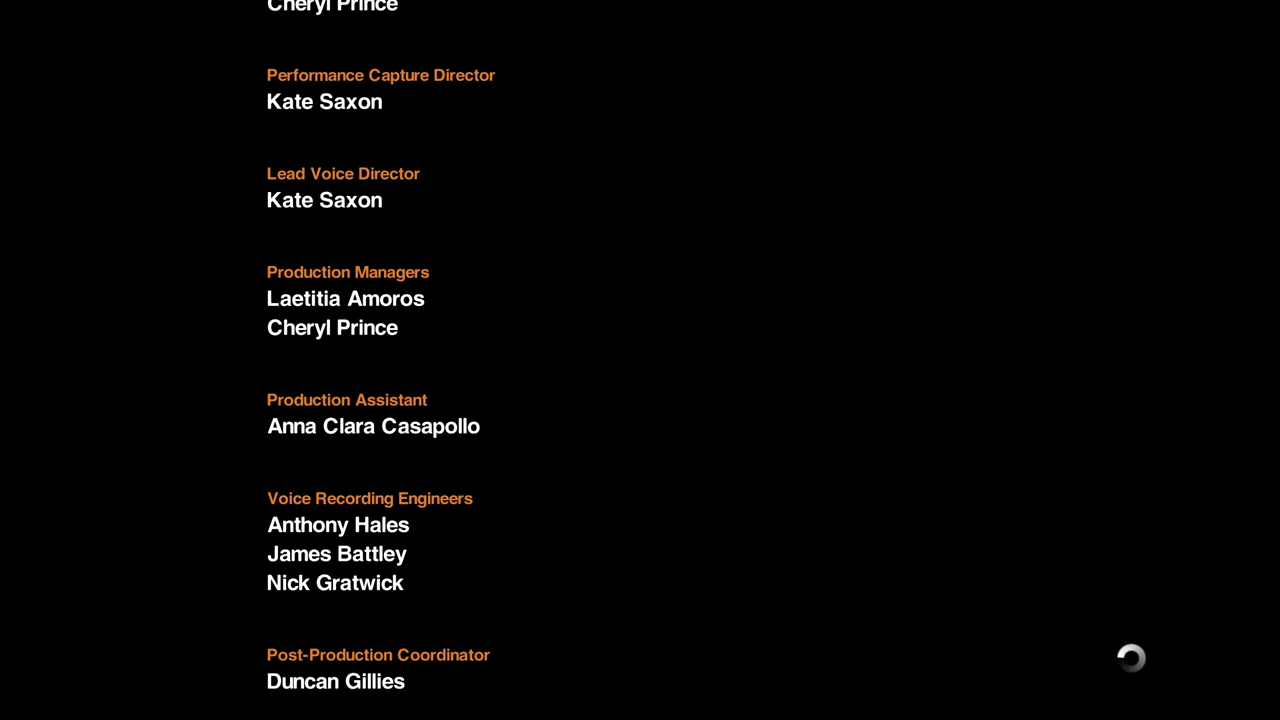 Cheryl Prince
Performance Capture Director
Kate Saxon
Lead Voice Director
Kate Saxon
Production Managers
Laetitia Amoros
Cheryl Prince
Production Assistant
Anna Clara Casapollo
Voice Recording Engineers
Anthony Hales
James Battley
Nick Gratwick
Post-Production Coordinator
Duncan Gillies